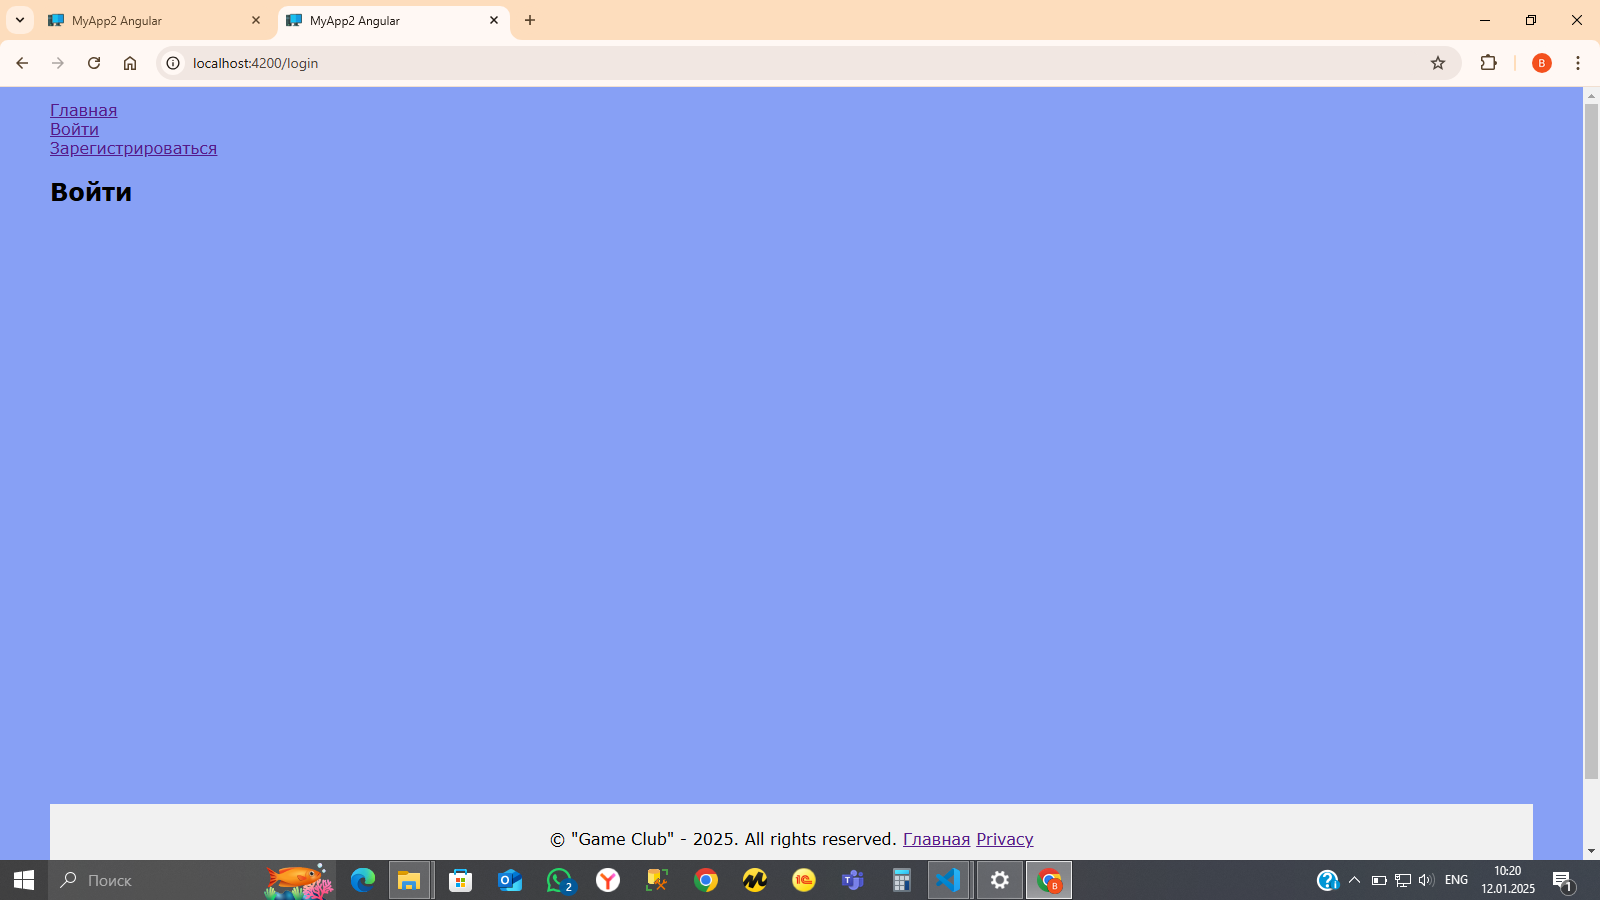 MyApp2 Angular
MyApp2 Angular
localhost:4200/login
B
Главная
Войти
Зарегистрироваться
Войти
© "Game Club" - 2025. All rights reserved. Главная Privacy
Поиск
2
B
ENG
10:20
12.01.2025
1